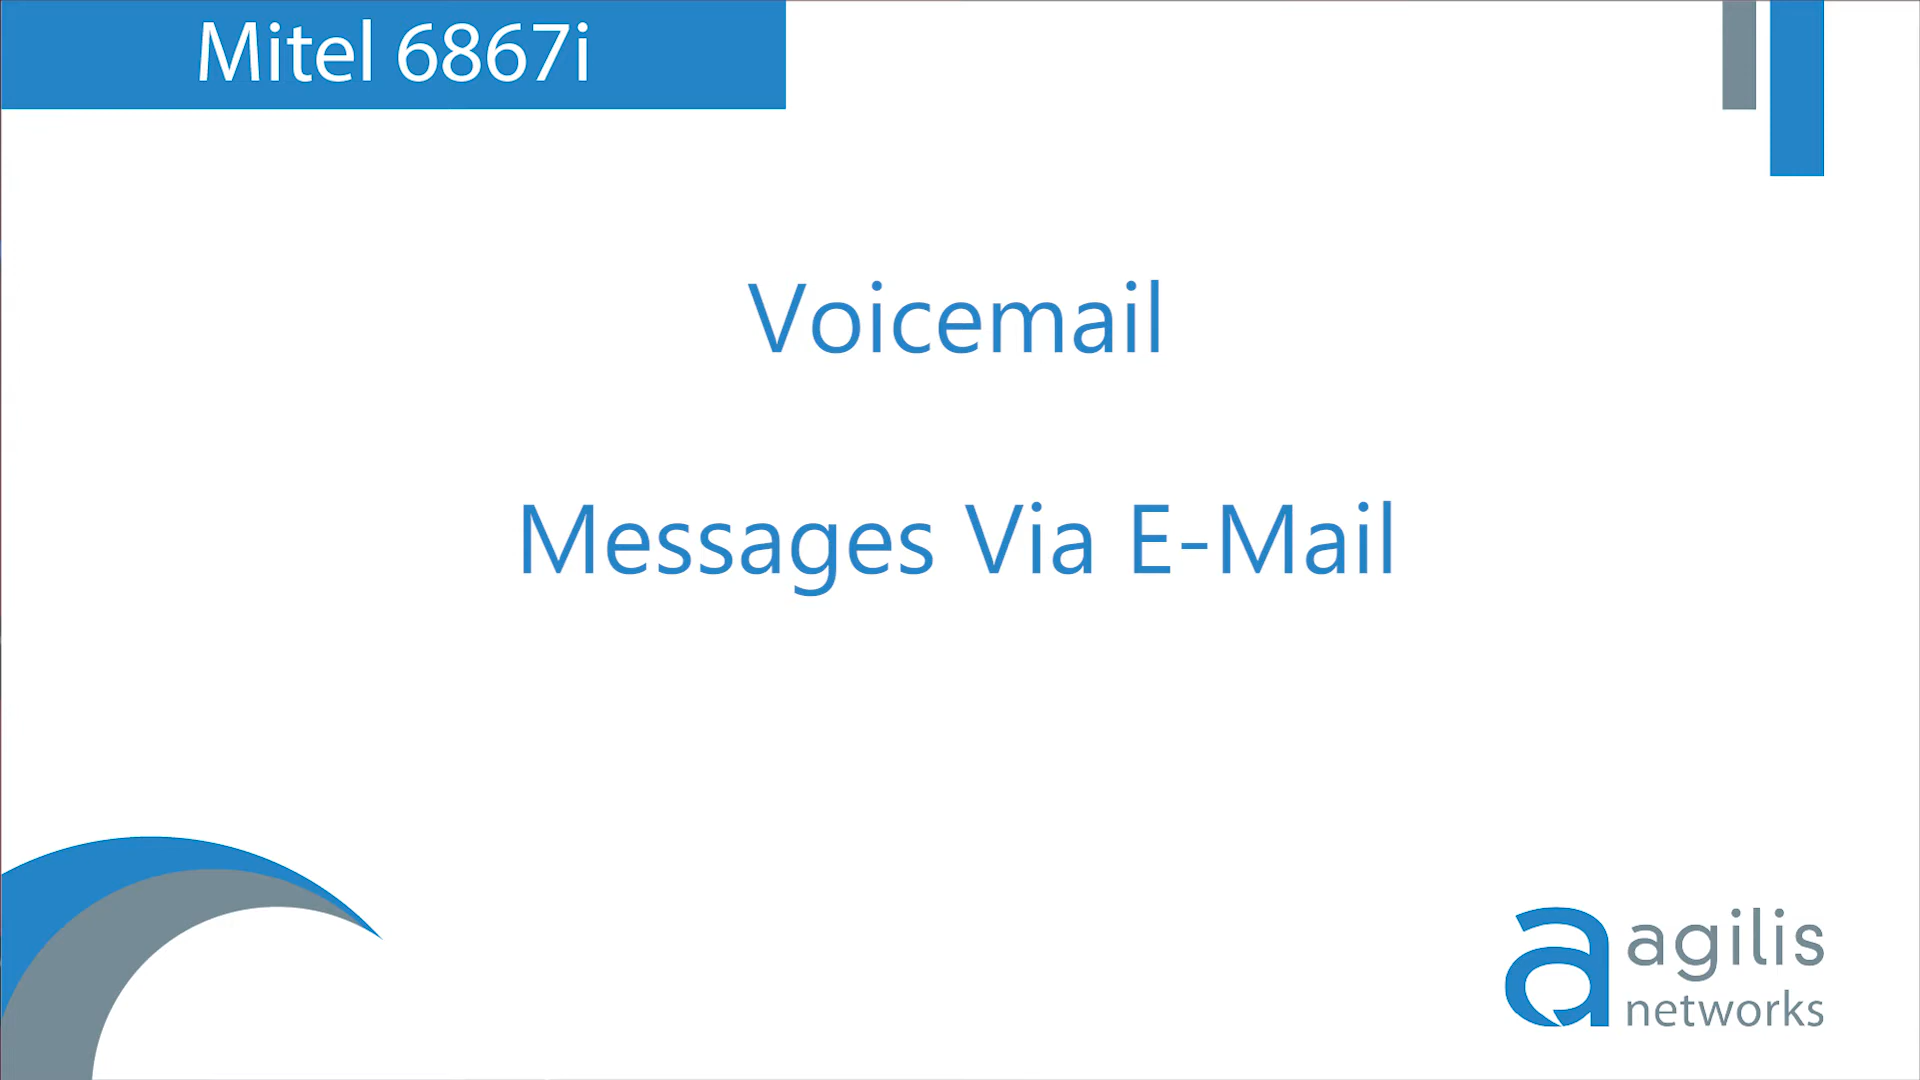 Mitel 6867i
Voicemail
Messages Via E-Mail
agilis
networks